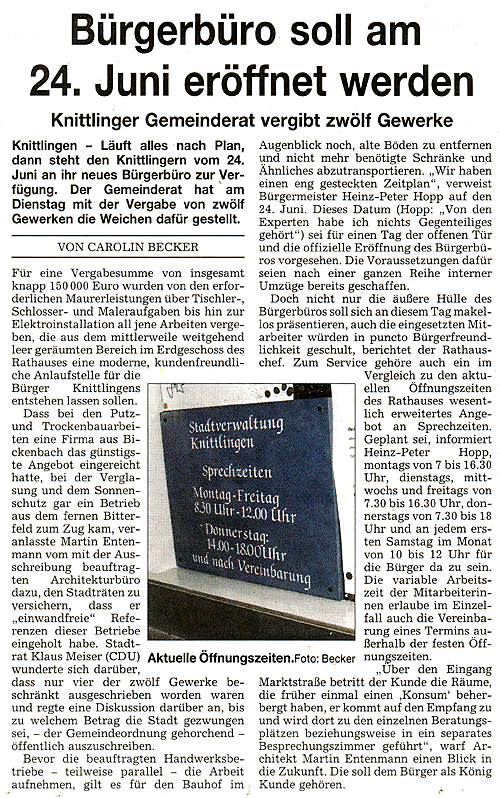 Bürgerbüro soll am
24. Juni eröffnet werden
Knittlinger Gemeinderat vergibt zwölf Gewerke
Knittlingen – Läuft alles nach Plan,
dann steht den Knittlingern vom 24.
Juni an ihr neues Bürgerbüro zur Ver-
fügung. Der Gemeinderat hat am
Dienstag mit der Vergabe von zwölf
Gewerken die Weichen dafür gestellt.
VON CAROLIN BECKER
Für eine Vergabesumme von insgesamt
knapp 150 000 Euro wurden von den erfor-
derlichen Maurerleistungen über Tischler-,
Schlosser- und Maleraufgaben bis hin zur
Elektroinstallation all jene Arbeiten verge-
ben, die aus dem mittlerweile weitgehend
leer geräumten Bereich im Erdgeschoss des
Rathauses eine moderne, kundenfreundli-
che Anlaufstelle für die
Bürger Knittlingens
entstehen lassen sollen.
Dass bei den Putz-
und Trockenbauarbei-
ten eine Firma aus Bi-
ckenbach das günstigs-
te Angebot eingereicht
hatte, bei der Vergla-
sung und dem Sonnen-
schutz gar ein Betrieb
aus dem fernen Bitter-
feld zum Zug kam, ver-
anlasste Martin Enten-
mann vom mit der Aus-
schreibung beauftrag-
ten Architekturbüro
dazu, den Stadträten zu
versichern, dass er
„einwandfreie“ Refe-
renzen dieser Betriebe
eingeholt habe. Stadt-
rat Klaus Meiser (CDU)
wunderte sich darüber,
dass nur vier der zwölf Gewerke be-
schränkt ausgeschrieben worden waren
und regte eine Diskussion darüber an, bis
zu welchem Betrag die Stadt gezwungen
sei, – der Gemeindeordnung gehorchend –
öffentlich auszuschreiben.
Bevor die beauftragten Handwerksbe-
triebe – teilweise parallel – die Arbeit
aufnehmen, gilt es für den Bauhof im
Augenblick noch, alte Böden zu entfernen
und nicht mehr benötigte Schränke und
Ähnliches abzutransportieren. „Wir haben
einen eng gesteckten Zeitplan“, verweist
Bürgermeister Heinz-Peter Hopp auf den
24. Juni. Dieses Datum (Hopp: „Von den
Experten habe ich nichts Gegenteiliges
gehört“) sei für einen Tag der offenen Tür
und die offizielle Eröffnung des Bürgerbü-
ros vorgesehen. Die Voraussetzungen dafür
seien nach einer ganzen Reihe interner
Umzüge bereits geschaffen.
Doch nicht nur die äußere Hülle des
Bürgerbüros soll sich an diesem Tag makel-
los präsentieren, auch die eingesetzten Mit-
arbeiter würden in puncto Bürgerfreund-
lichkeit geschult, berichtet der Rathaus-
chef. Zum Service gehöre auch ein im
Vergleich zu den aktu-
ellen Öffnungszeiten
des Rathauses wesent-
lich erweitertes Ange-
bot an Sprechzeiten.
Geplant sei, informiert
Heinz-Peter Hopp,
montags von 7 bis 16.30
Uhr, dienstags, mitt-
wochs und freitags von
7.30 bis 16.30 Uhr, don-
nerstags von 7.30 bis 18
Uhr und an jedem ers-
ten Samstag im Monat
von 10 bis 12 Uhr für
die Bürger da zu sein.
Die variable Arbeits-
zeit der Mitarbeiterin-
nen erlaube im Einzel-
fall auch die Vereinba-
rung eines Termins au-
ßerhalb der festen Öff-
nungszeiten.
„Über den Eingang
Marktstraße betritt der Kunde die Räume,
die früher einmal einen ‚Konsum‘ beher-
bergt haben, er kommt auf den Empfang zu
und wird dort zu den einzelnen Beratungs-
plätzen beziehungsweise in ein separates
Besprechungszimmer geführt“, warf Ar-
chitekt Martin Entenmann einen Blick in
die Zukunft. Die soll dem Bürger als König
Kunde gehören.
Stadtverwaltung
Knittlingen
Sprechzeiten
Montag-Freitag
8.30 Uhr-12.00 Uhr
Donnerstag:
14.00-18.00 Uhr
und nach Vereinbarung
Aktuelle Öffnungszeiten. Foto: Becker